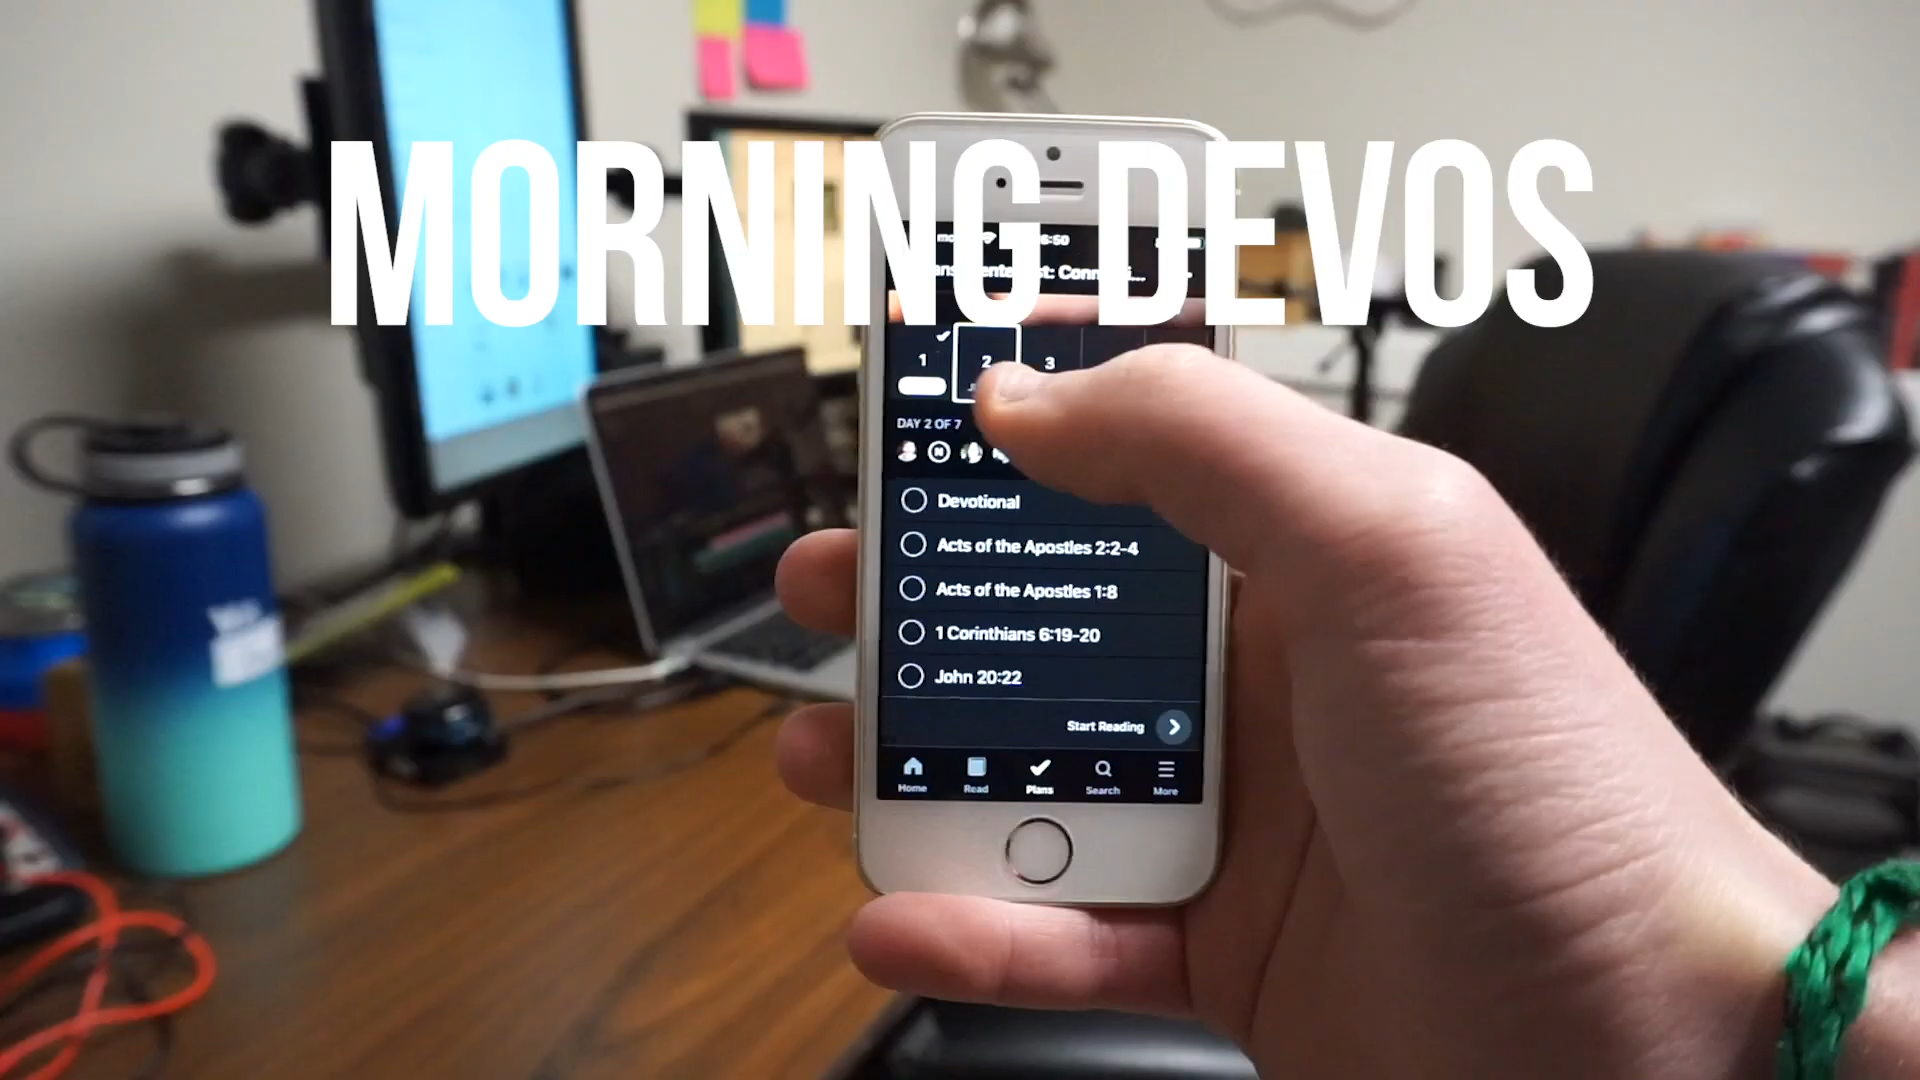 MORNING DEVOS
6:50
1
2
3
DAY 2 OF 7
Devotional
Acts of the Apostles 2:2-4
Acts of the Apostles 1:8
1 Corinthians 6:19-20
John 20:22
Start Reading
Home Read Plans Search More